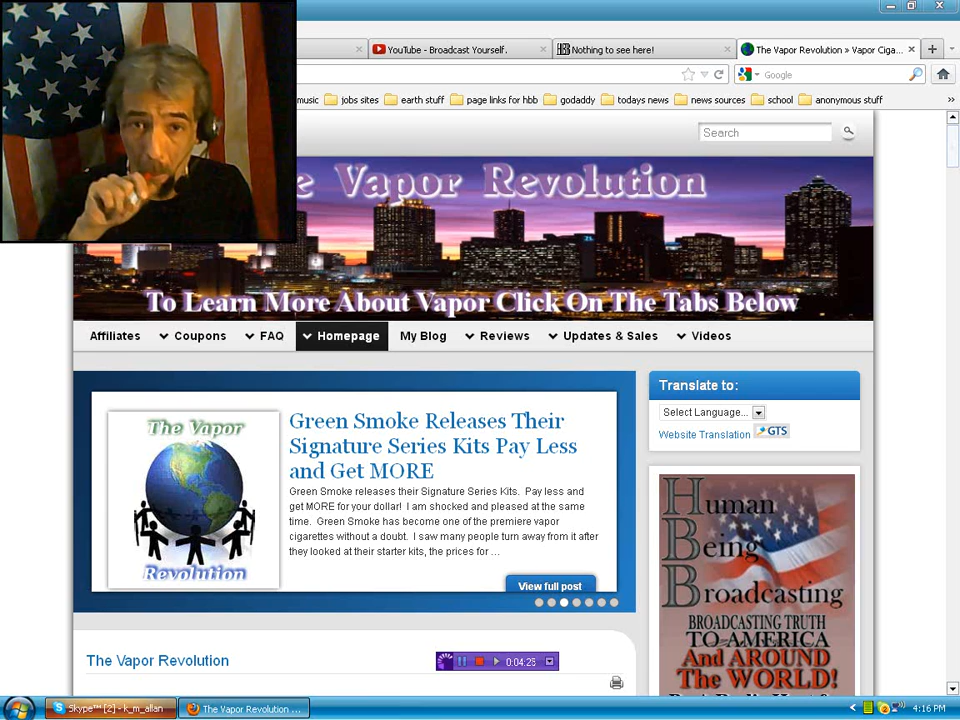 YouTube - Broadcast Yourself.
Nothing to see here!
The Vapor Revolution » Vapor Ciga...
Google
music
jobs sites
earth stuff
page links for hbb
godaddy
todays news
news sources
school
anonymous stuff
Search
Vapor Revolution
To Learn More About Vapor Click On The Tabs Below
Affiliates Coupons FAQ Homepage My Blog Reviews Updates & Sales Videos
The Vapor
Revolution
Green Smoke Releases Their
Signature Series Kits Pay Less
and Get MORE
Green Smoke releases their Signature Series Kits. Pay less and
get MORE for your dollar! I am shocked and pleased at the same
time. Green Smoke has become one of the premiere vapor
cigarettes without a doubt. I saw many people turn away from it after
they looked at their starter kits, the prices for ...
View full post
Translate to:
Select Language...
Website Translation GTS
Human
Being
Broadcasting
BROADCASTING TRUTH
TO AMERICA
And AROUND
The WORLD!
The Vapor Revolution
0:04:25
Skype™ [2] - k_m_allan
The Vapor Revolution ...
4:16 PM